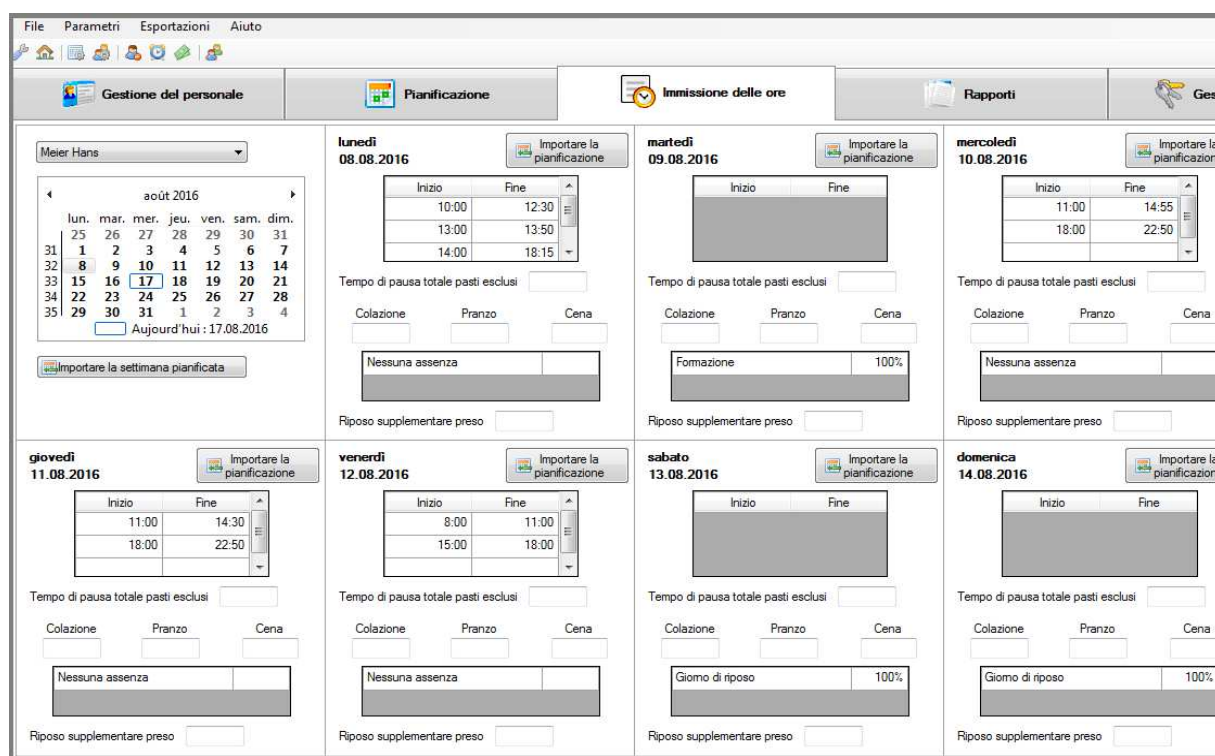 File Parametri Esportazioni Aiuto
Gestione del personale
Pianificazione
Immissione delle ore
Rapporti
Meier Hans
août 2016
lun. mar. mer. jeu. ven. sam. dim.
25 26 27 28 29 30 31
31 1 2 3 4 5 6 7
32 8 9 10 11 12 13 14
33 15 16 17 18 19 20 21
34 22 23 24 25 26 27 28
35 29 30 31 1 2 3 4
Aujourd'hui : 17.08.2016
Importare la settimana pianificata
lunedì
08.08.2016
Importare la
pianificazione
Inizio Fine
10:00 12:30
13:00 13:50
14:00 18:15
Tempo di pausa totale pasti esclusi
Colazione Pranzo Cena
Nessuna assenza
Riposo supplementare preso
martedì
09.08.2016
Importare la
pianificazione
Inizio Fine
Tempo di pausa totale pasti esclusi
Colazione Pranzo Cena
Formazione 100%
Riposo supplementare preso
mercoledì
10.08.2016
Importare la
pianificazion
Inizio Fine
11:00 14:55
18:00 22:50
Tempo di pausa totale pasti esclusi
Colazione Pranzo Cena
Nessuna assenza
Riposo supplementare preso
giovedì
11.08.2016
Importare la
pianificazione
Inizio Fine
11:00 14:30
18:00 22:50
Tempo di pausa totale pasti esclusi
Colazione Pranzo Cena
Nessuna assenza
Riposo supplementare preso
venerdì
12.08.2016
Importare la
pianificazione
Inizio Fine
8:00 11:00
15:00 18:00
Tempo di pausa totale pasti esclusi
Colazione Pranzo Cena
Nessuna assenza
Riposo supplementare preso
sabato
13.08.2016
Importare la
pianificazione
Inizio Fine
Tempo di pausa totale pasti esclusi
Colazione Pranzo Cena
Giorno di riposo 100%
Riposo supplementare preso
domenica
14.08.2016
Importare la
pianificazion
Inizio Fine
Tempo di pausa totale pasti esclusi
Colazione Pranzo Cena
Giorno di riposo 100%
Riposo supplementare preso